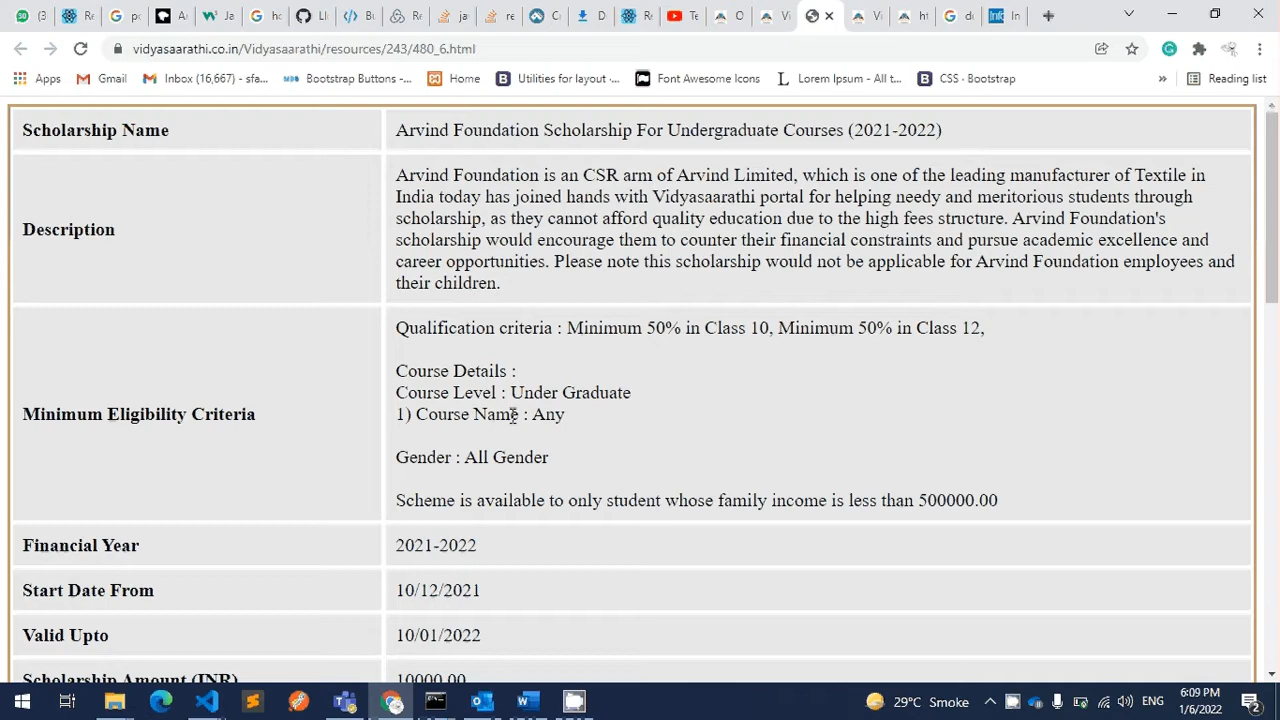 vidyasaarathi.co.in/Vidyasaarathi/resources/243/480_6.html
Apps
Gmail
Inbox (16,667) - sfa...
Bootstrap Buttons -...
Home
Utilities for layout ·...
Font Awesome Icons
Lorem Ipsum - All t...
CSS · Bootstrap
»
Reading list
Scholarship Name
Arvind Foundation Scholarship For Undergraduate Courses (2021-2022)
Description
Arvind Foundation is an CSR arm of Arvind Limited, which is one of the leading manufacturer of Textile in
India today has joined hands with Vidyasaarathi portal for helping needy and meritorious students through
scholarship, as they cannot afford quality education due to the high fees structure. Arvind Foundation's
scholarship would encourage them to counter their financial constraints and pursue academic excellence and
career opportunities. Please note this scholarship would not be applicable for Arvind Foundation employees and
their children.
Minimum Eligibility Criteria
Qualification criteria : Minimum 50% in Class 10, Minimum 50% in Class 12,
Course Details :
Course Level : Under Graduate
1) Course Name : Any
Gender : All Gender
Scheme is available to only student whose family income is less than 500000.00
Financial Year
2021-2022
Start Date From
10/12/2021
Valid Upto
10/01/2022
Scholarship Amount (INR)
10000.00
29°C Smoke
ENG
6:09 PM
1/6/2022